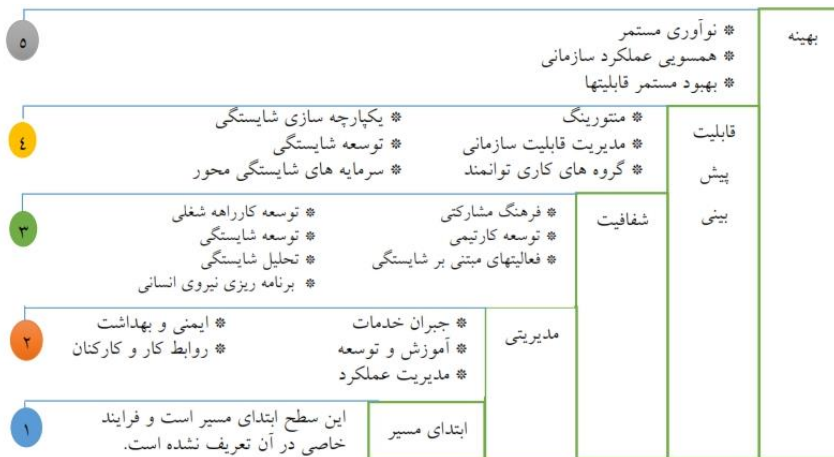 بهینه
* نوآوری مستمر
* همسویی عملکرد سازمانی
* بهبود مستمر قابلیتها
۵
قابلیت
پیش
بینی
* منتورینگ
* مدیریت قابلیت سازمانی
* گروه های کاری توانمند
* یکپارچه سازی شایستگی
* توسعه شایستگی
* سرمایه های شایستگی محور
٤
شفافیت
* فرهنگ مشارکتی
* توسعه کارتیمی
* فعالیتهای مبتنی بر شایستگی
* توسعه کارراهه شغلی
* توسعه شایستگی
* تحلیل شایستگی
* برنامه ریزی نیروی انسانی
۳
مدیریتی
* جبران خدمات
* آموزش و توسعه
* مدیریت عملکرد
* ایمنی و بهداشت
* روابط کار و کارکنان
۲
ابتدای مسیر
این سطح ابتدای مسیر است و فرایند
خاصی در آن تعریف نشده است.
۱